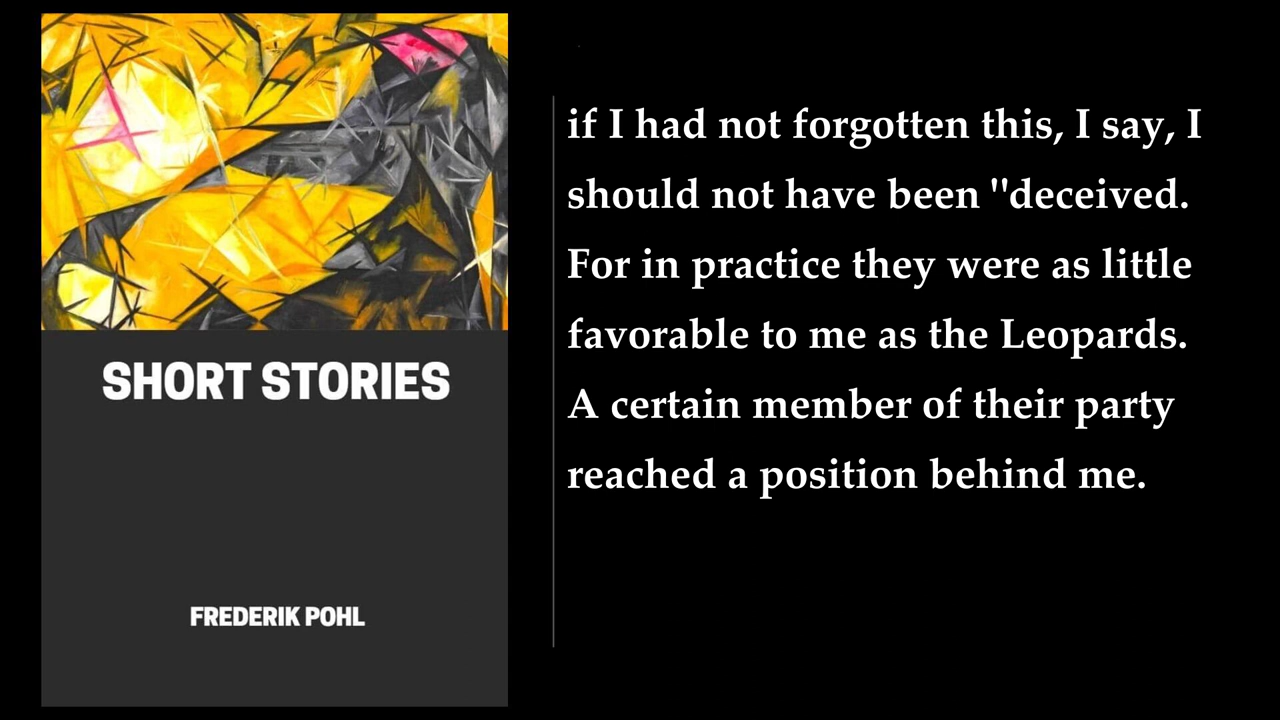 SHORT STORIES
FREDERIK POHL
if I had not forgotten this, I say, I
should not have been "deceived.
For in practice they were as little
favorable to me as the Leopards.
A certain member of their party
reached a position behind me.